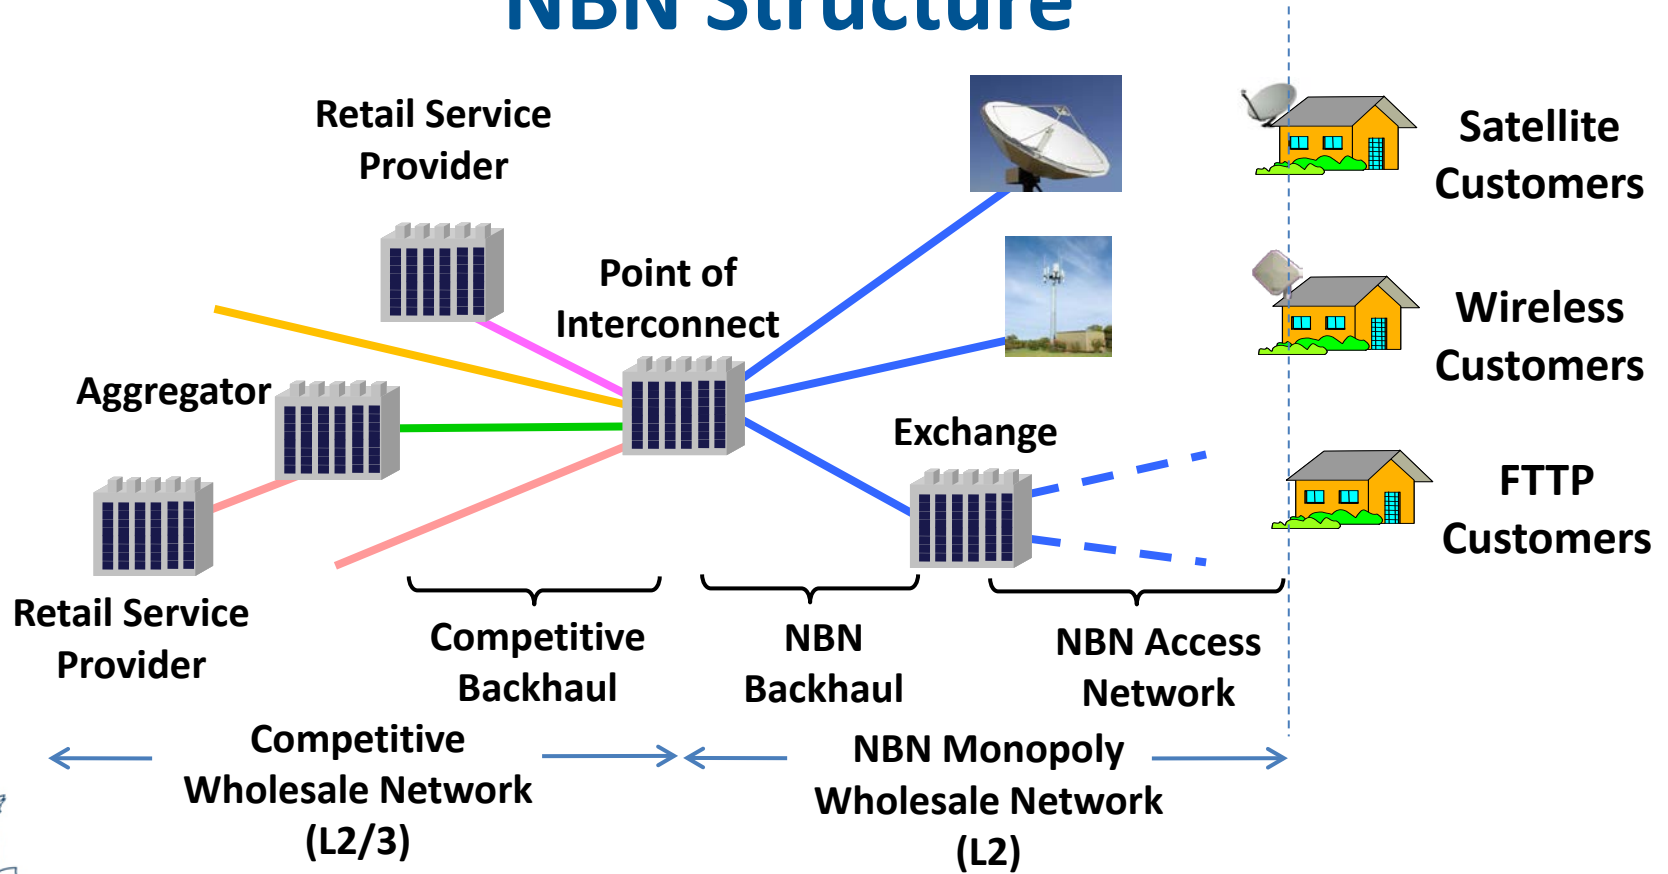 NBN Structure
Retail Service
Provider
Point of
Interconnect
Aggregator
Exchange
Satellite
Customers
Wireless
Customers
FTTP
Customers
Retail Service
Provider
Competitive
Backhaul
NBN
Backhaul
NBN Access
Network
Competitive
Wholesale Network
(L2/3)
NBN Monopoly
Wholesale Network
(L2)